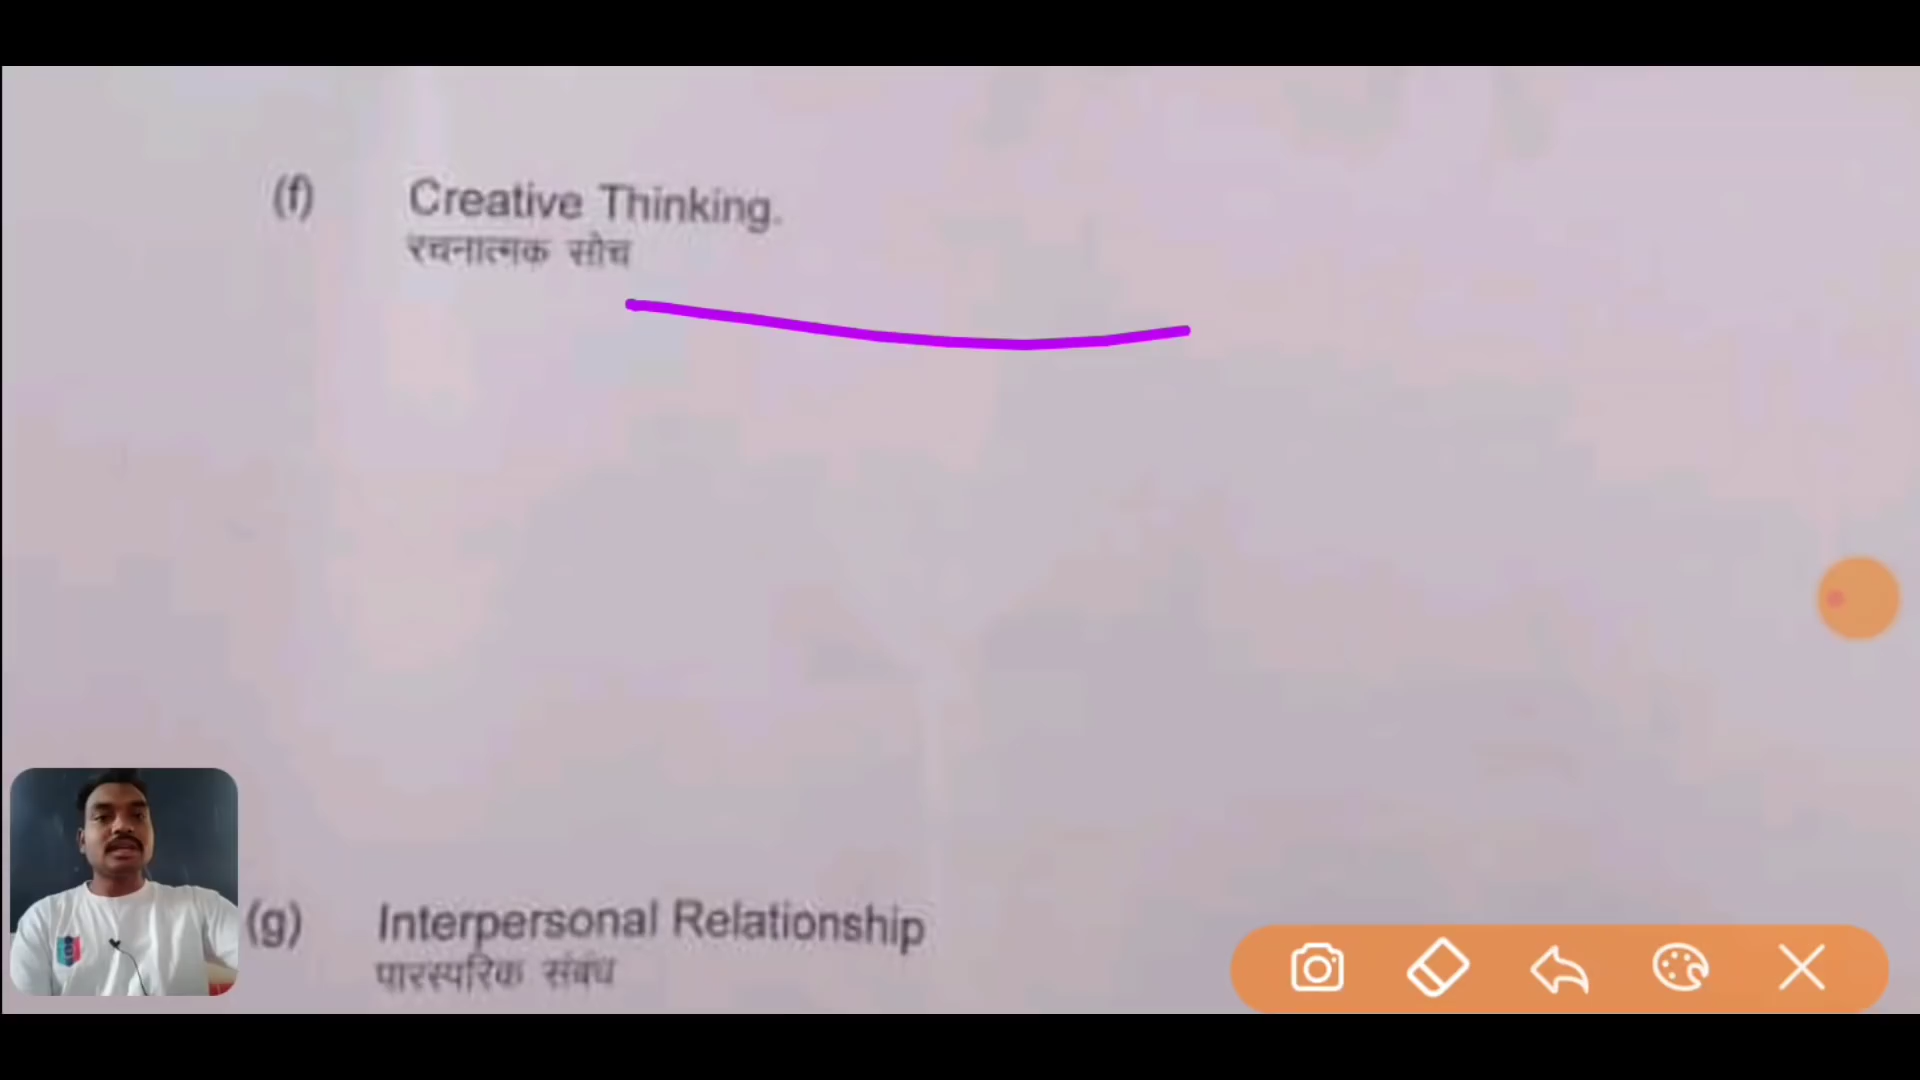 (f) Creative Thinking.
रचनात्मक सोच
(g) Interpersonal Relationship
पारस्परिक संबंध